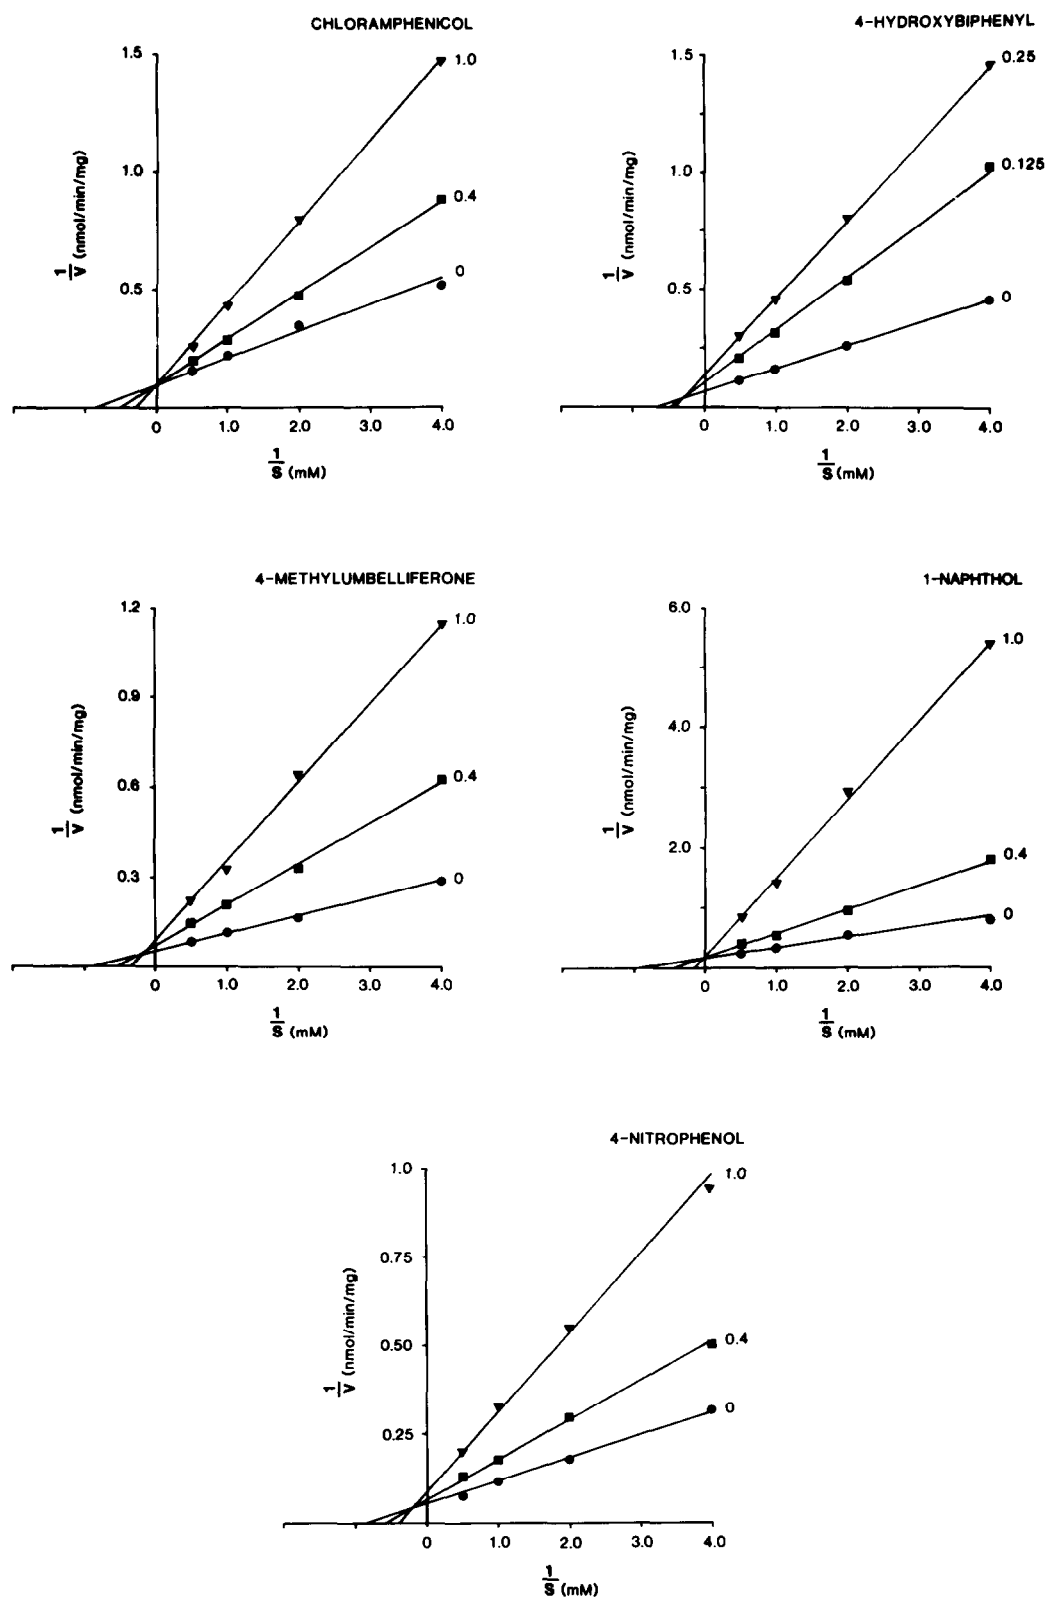 CHLORAMPHENICOL
1.5
1.0
0.5
1.0
0.4
0
1/V (nmol/min/mg)
0 1.0 2.0 3.0 4.0
1/S (mM)
4-HYDROXYBIPHENYL
1.5
1.0
0.5
0.25
0.125
0
1/V (nmol/min/mg)
0 1.0 2.0 3.0 4.0
1/S (mM)
4-METHYLUMBELLIFERONE
1.2
0.9
0.6
0.3
1.0
0.4
0
1/V (nmol/min/mg)
0 1.0 2.0 3.0 4.0
1/S (mM)
1-NAPHTHOL
6.0
4.0
2.0
1.0
0.4
0
1/V (nmol/min/mg)
0 1.0 2.0 3.0 4.0
1/S (mM)
4-NITROPHENOL
1.0
0.75
0.50
0.25
1.0
0.4
0
1/V (nmol/min/mg)
0 1.0 2.0 3.0 4.0
1/S (mM)